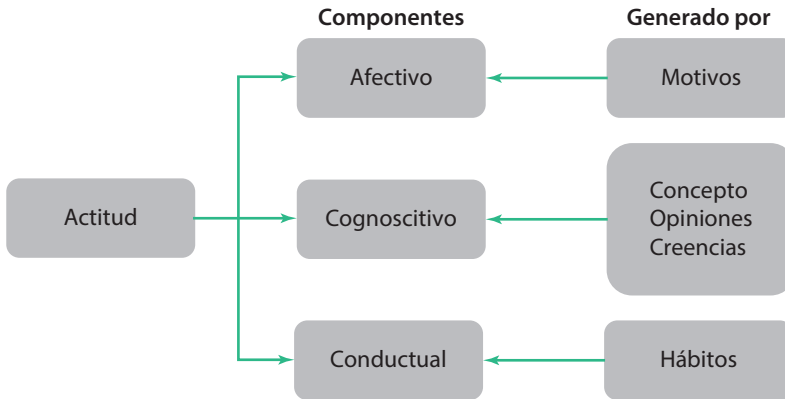 Componentes
Generado por
Afectivo
Motivos
Actitud
Cognoscitivo
Concepto
Opiniones
Creencias
Conductual
Hábitos